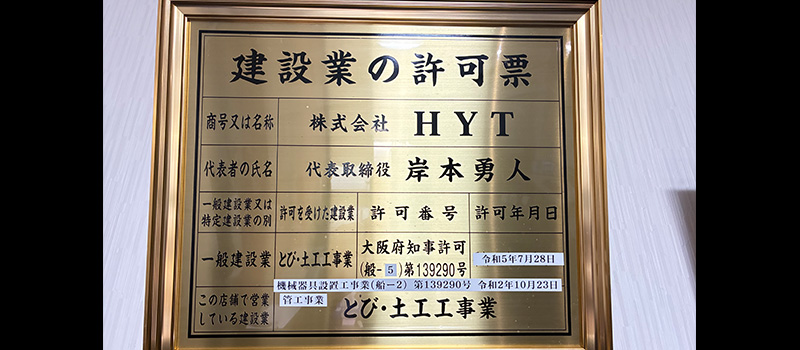 建設業の許可票
商号又は名称 株式会社 HYT
代表者の氏名 代表取締役 岸本勇人
一般建設業又は
特定建設業の別 許可を受けた建設業 許可番号 許可年月日
一般建設業 とび・土工工事業 大阪府知事許可
(般-5)第139290号 令和5年7月28日
機械器具設置工事業(船ー2) 第139290号 令和2年10月23日
この店舗で営業
している建設業 管工事業 とび・土工工事業